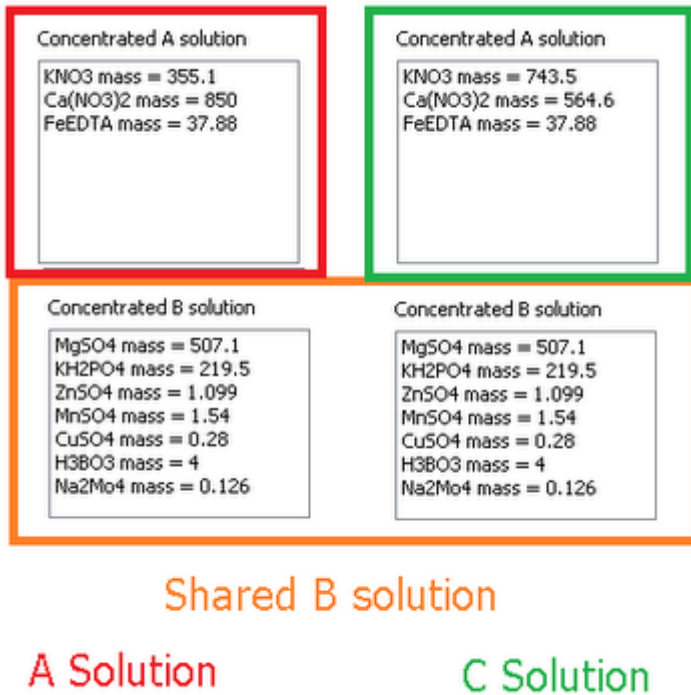 Concentrated A solution
KNO3 mass = 355.1
Ca(NO3)2 mass = 850
FeEDTA mass = 37.88
Concentrated A solution
KNO3 mass = 743.5
Ca(NO3)2 mass = 564.6
FeEDTA mass = 37.88
Concentrated B solution
MgSO4 mass = 507.1
KH2PO4 mass = 219.5
ZnSO4 mass = 1.099
MnSO4 mass = 1.54
CuSO4 mass = 0.28
H3BO3 mass = 4
Na2Mo4 mass = 0.126
Concentrated B solution
MgSO4 mass = 507.1
KH2PO4 mass = 219.5
ZnSO4 mass = 1.099
MnSO4 mass = 1.54
CuSO4 mass = 0.28
H3BO3 mass = 4
Na2Mo4 mass = 0.126
Shared B solution
A Solution
C Solution